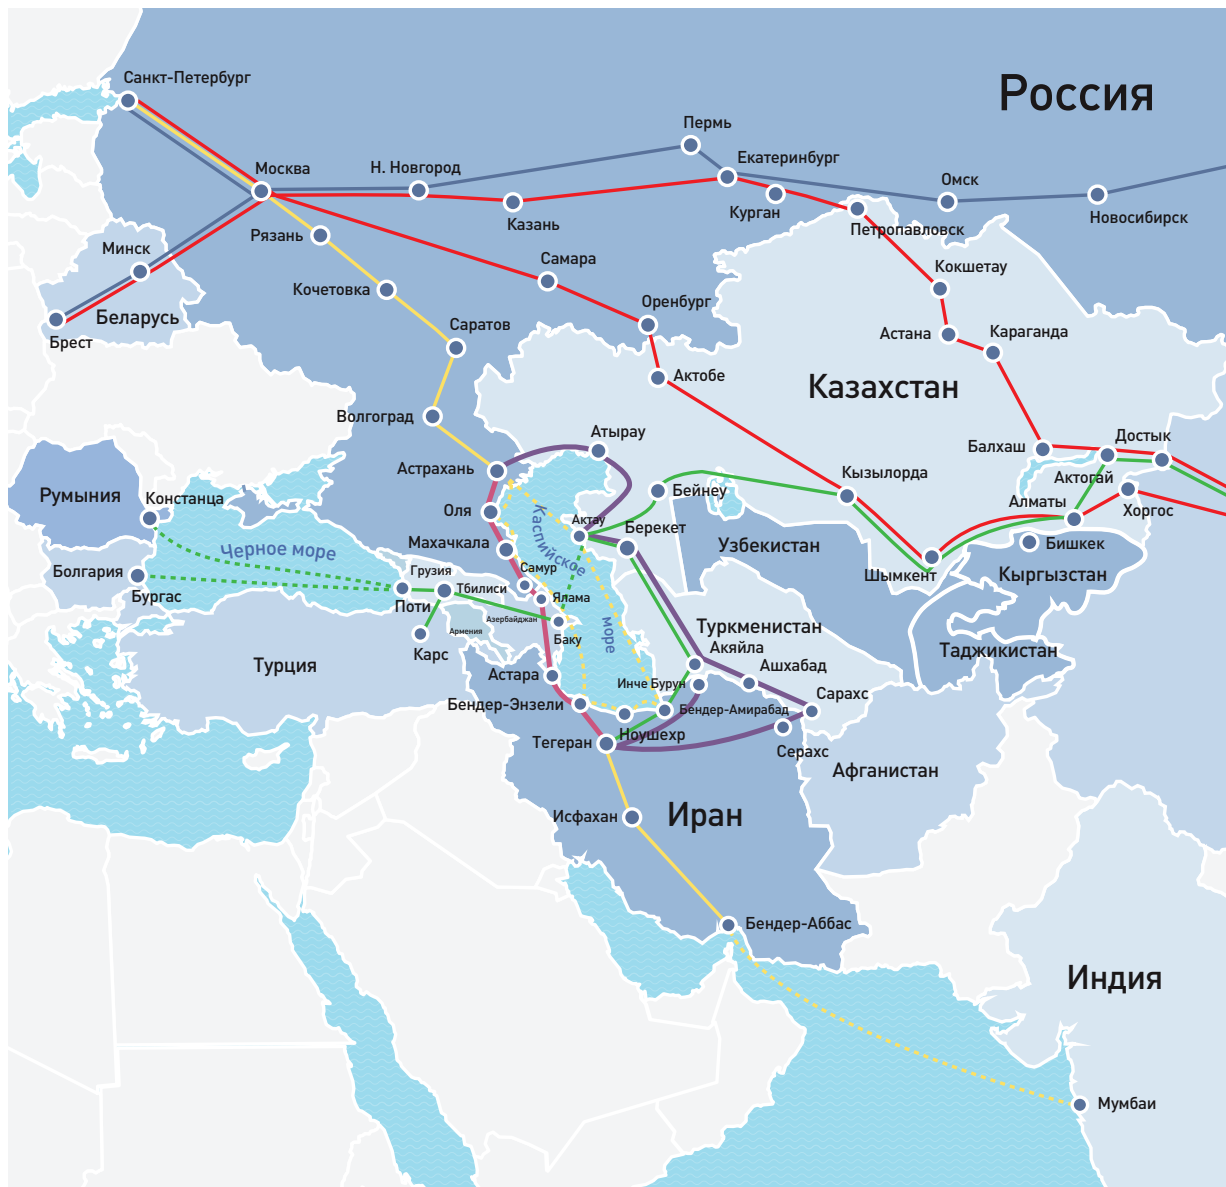 Санкт-Петербург
Россия
Пермь
Екатеринбург
Москва
Н. Новгород
Омск
Казань
Курган
Новосибирск
Петропавловск
Рязань
Минск
Самара
Кокшетау
Кочетовка
Оренбург
Беларусь
Саратов
Астана
Караганда
Брест
Актобе
Казахстан
Волгоград
Атырау
Достык
Балхаш
Астрахань
Кызылорда
Актогай
Румыния
Констанца
Бейнеу
Алматы
Хоргос
Оля
Каспийское
море
Актау
Берекет
Черное море
Махачкала
Узбекистан
Бишкек
Болгария
Грузия
Самур
Шымкент
Кыргызстан
Бургас
Тбилиси
Ялама
Поти
Азербайджан
Туркменистан
Армения
Баку
Карс
Акяйла
Таджикистан
Турция
Ашхабад
Астара
Инче Бурун
Сарахс
Бендер-Энзели
Бендер-Амирабад
Тегеран
Ноушехр
Серахс
Афганистан
Исфахан
Иран
Бендер-Аббас
Индия
Мумбаи